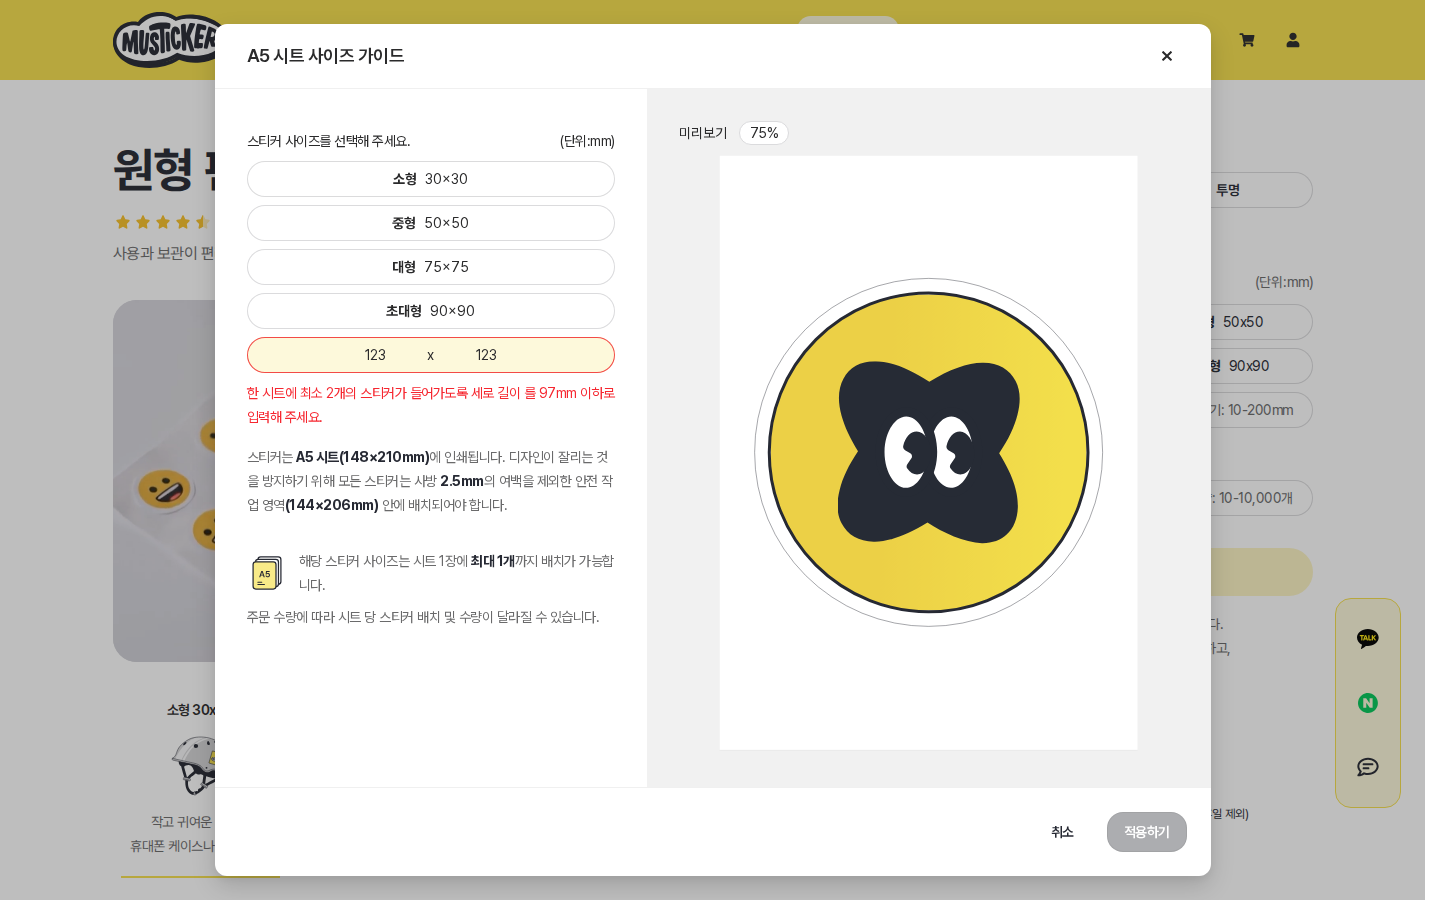 MUSTICKER
A5 시트 사이즈 가이드
스티커 사이즈를 선택해 주세요. (단위:mm)
소형 30×30
중형 50×50
대형 75×75
초대형 90×90
123 x 123
한 시트에 최소 2개의 스티커가 들어가도록 세로 길이 를 97mm 이하로
입력해 주세요.
스티커는 A5 시트(148×210mm)에 인쇄됩니다. 디자인이 잘리는 것
을 방지하기 위해 모든 스티커는 사방 2.5mm의 여백을 제외한 안전 작
업 영역(144×206mm) 안에 배치되어야 합니다.
A5
해당 스티커 사이즈는 시트 1장에 최대 1개까지 배치가 가능합
니다.
주문 수량에 따라 시트 당 스티커 배치 및 수량이 달라질 수 있습니다.
미리보기 75%
취소 적용하기
원형
사용과 보관이 편
소형 30x
작고 귀여운
휴대폰 케이스나
투명
(단위:mm)
50x50
형 90x90
기: 10-200mm
: 10-10,000개
다.
하고,
일 제외)
TALK
N